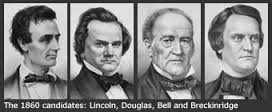 The 1860 candidates: Lincoln, Douglas, Bell and Breckinridge